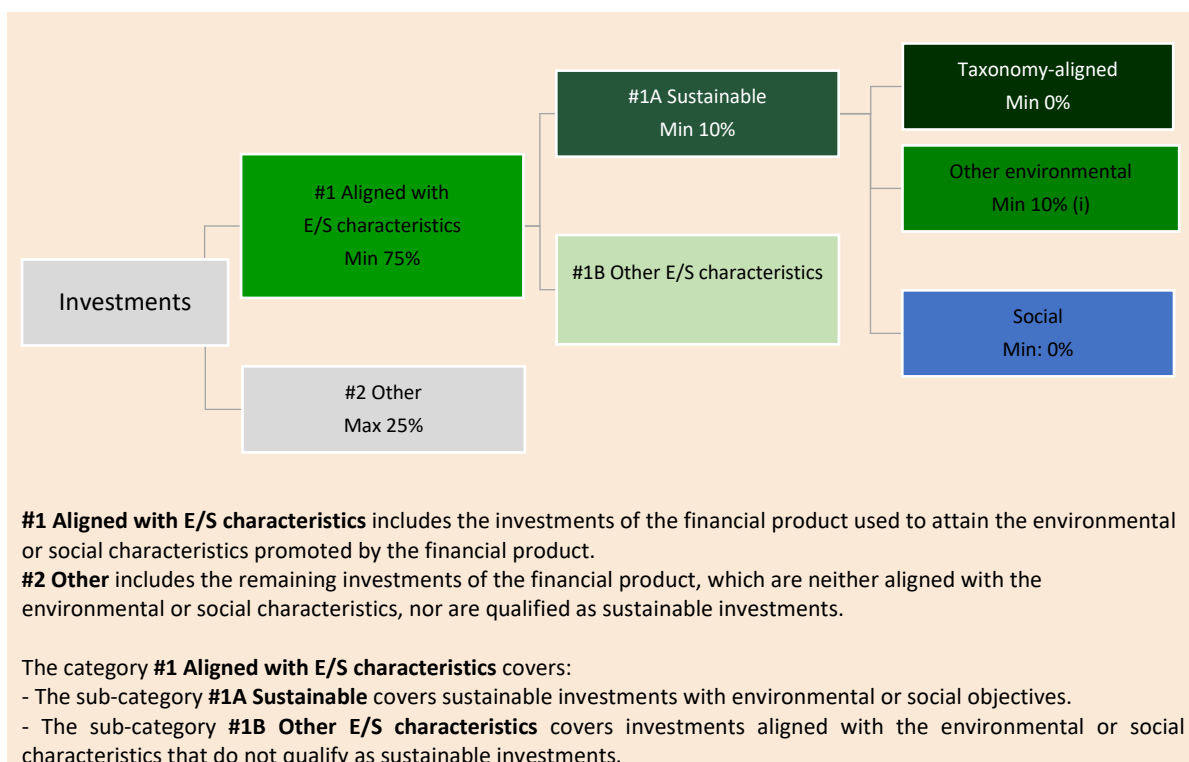 Investments
#1 Aligned with
E/S characteristics
Min 75%
#2 Other
Max 25%
#1A Sustainable
Min 10%
#1B Other E/S characteristics
Taxonomy-aligned
Min 0%
Other environmental
Min 10% (i)
Social
Min: 0%
#1 Aligned with E/S characteristics includes the investments of the financial product used to attain the environmental
or social characteristics promoted by the financial product.
#2 Other includes the remaining investments of the financial product, which are neither aligned with the
environmental or social characteristics, nor are qualified as sustainable investments.
The category #1 Aligned with E/S characteristics covers:
- The sub-category #1A Sustainable covers sustainable investments with environmental or social objectives.
- The sub-category #1B Other E/S characteristics covers investments aligned with the environmental or social
characteristics that do not qualify as sustainable investments.